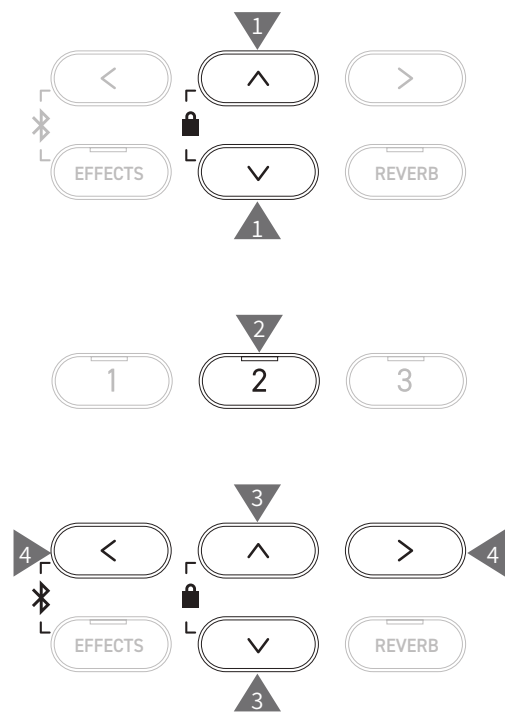 1
< ^ >
EFFECTS ∨ REVERB
1
2
1 2 3
3
4 < ^ > 4
EFFECTS ∨ REVERB
3